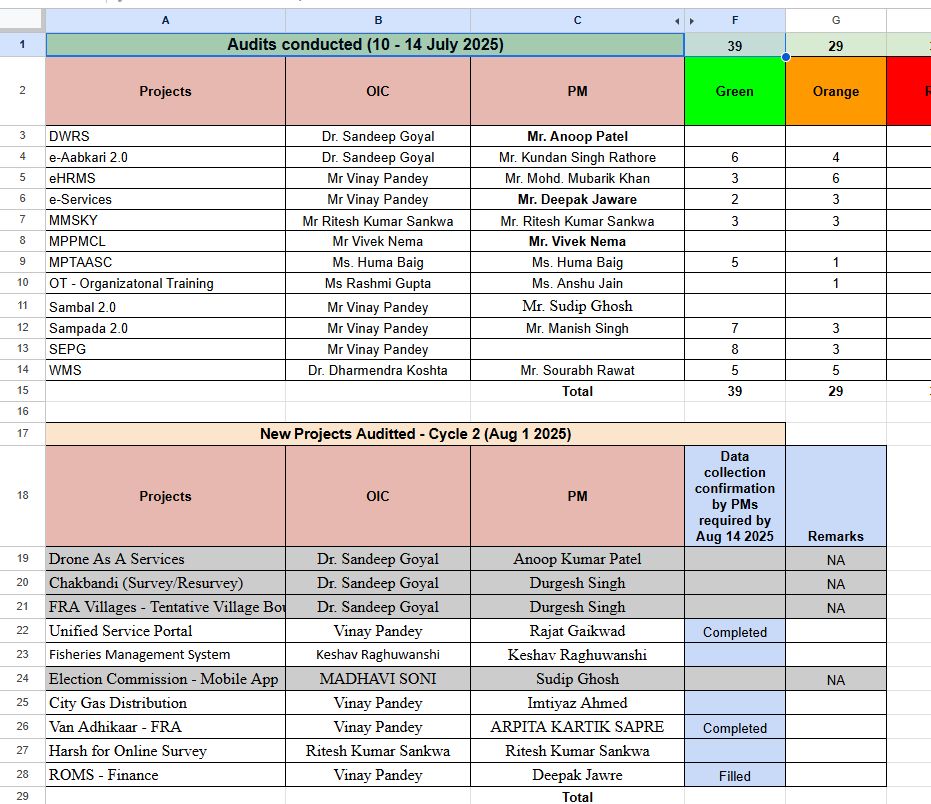 A B C F G
1 Audits conducted (10 - 14 July 2025) 39 29
2 Projects OIC PM Green Orange
3 DWRS Dr. Sandeep Goyal Mr. Anoop Patel
4 e-Aabkari 2.0 Dr. Sandeep Goyal Mr. Kundan Singh Rathore 6 4
5 eHRMS Mr Vinay Pandey Mr. Mohd. Mubarik Khan 3 6
6 e-Services Mr Vinay Pandey Mr. Deepak Jaware 2 3
7 MMSKY Mr Ritesh Kumar Sankwa Mr. Ritesh Kumar Sankwa 3 3
8 MPPMCL Mr Vivek Nema Mr. Vivek Nema
9 MPTAASC Ms. Huma Baig Ms. Huma Baig 5 1
10 OT - Organizatonal Training Ms Rashmi Gupta Ms. Anshu Jain 1
11 Sambal 2.0 Mr Vinay Pandey Mr. Sudip Ghosh
12 Sampada 2.0 Mr Vinay Pandey Mr. Manish Singh 7 3
13 SEPG Mr Vinay Pandey 8 3
14 WMS Dr. Dharmendra Koshta Mr. Sourabh Rawat 5 5
15 Total 39 29
16
17 New Projects Auditted - Cycle 2 (Aug 1 2025)
18 Projects OIC PM
Data
collection
confirmation
by PMs
required by
Aug 14 2025
Remarks
19 Drone As A Services Dr. Sandeep Goyal Anoop Kumar Patel NA
20 Chakbandi (Survey/Resurvey) Dr. Sandeep Goyal Durgesh Singh NA
21 FRA Villages - Tentative Village Bou Dr. Sandeep Goyal Durgesh Singh NA
22 Unified Service Portal Vinay Pandey Rajat Gaikwad Completed
23 Fisheries Management System Keshav Raghuwanshi Keshav Raghuwanshi
24 Election Commission - Mobile App MADHAVI SONI Sudip Ghosh NA
25 City Gas Distribution Vinay Pandey Imtiyaz Ahmed
26 Van Adhikaar - FRA Vinay Pandey ARPITA KARTIK SAPRE Completed
27 Harsh for Online Survey Ritesh Kumar Sankwa Ritesh Kumar Sankwa
28 ROMS - Finance Vinay Pandey Deepak Jawre Filled
29 Total